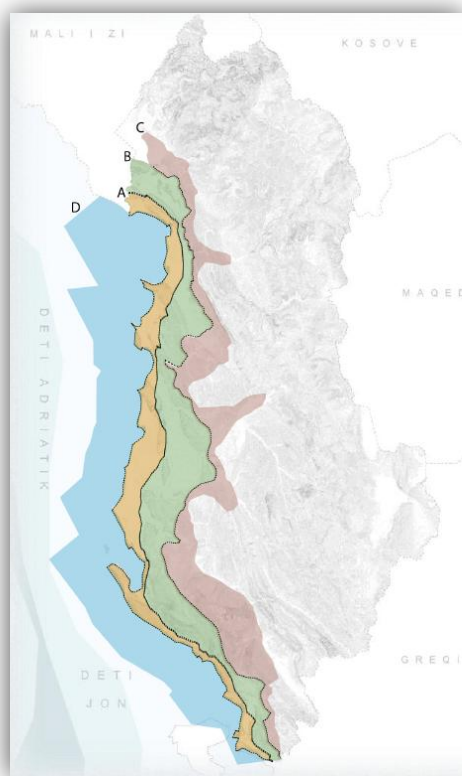 MALI I ZI
KOSOVE
C
B
A
D
MAQED
DETI ADRIATIK
GREQI
DETI
JON